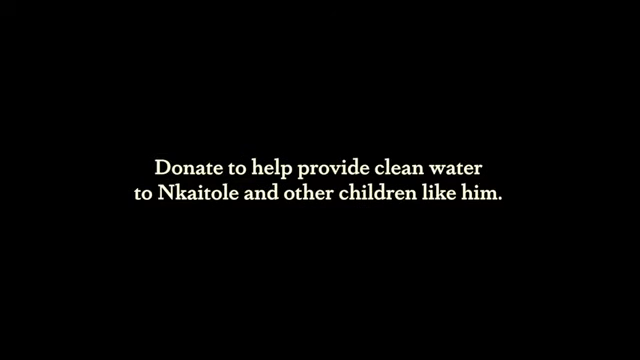 Donate to help provide clean water
to Nkaitole and other children like him.